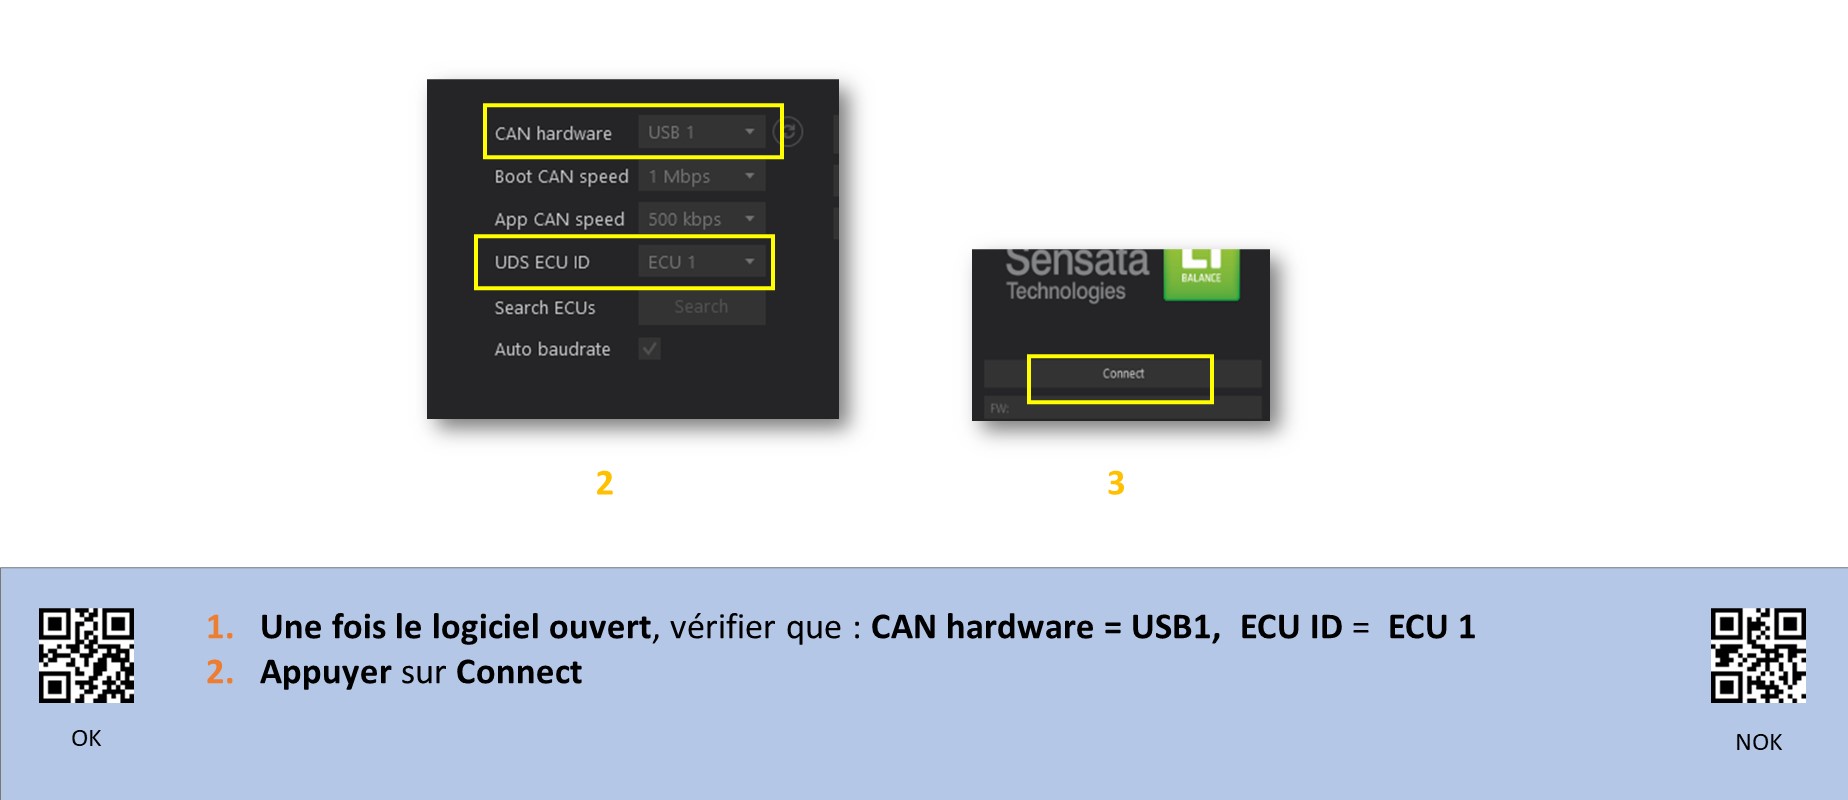 CAN hardware USB 1
Boot CAN speed 1 Mbps
App CAN speed 500 kbps
UDS ECU ID ECU 1
Search ECUs Search
Auto baudrate
Sensata
Technologies
BALANCE
Connect
FW:
2
3
1. Une fois le logiciel ouvert, vérifier que : CAN hardware = USB1, ECU ID = ECU 1
2. Appuyer sur Connect
OK
NOK